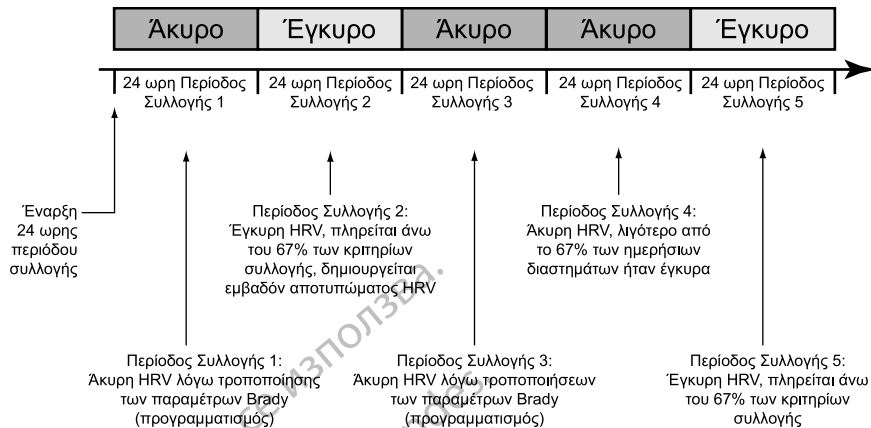 Άκυρο Έγκυρο Άκυρο Άκυρο Έγκυρο
24 ωρη Περίοδος Συλλογής 1
24 ωρη Περίοδος Συλλογής 2
24 ωρη Περίοδος Συλλογής 3
24 ωρη Περίοδος Συλλογής 4
24 ωρη Περίοδος Συλλογής 5
Έναρξη
24 ωρης
περιόδου
συλλογής
Περίοδος Συλλογής 2:
Έγκυρη HRV, πληρείται άνω
του 67% των κριτηρίων
συλλογής, δημιουργείται
εμβαδόν αποτυπώματος HRV
Περίοδος Συλλογής 4:
Άκυρη HRV, λιγότερο από
το 67% των ημερήσιων
διαστημάτων ήταν έγκυρα
Περίοδος Συλλογής 1:
Άκυρη HRV λόγω τροποποίησης
των παραμέτρων Brady
(προγραμματισμός)
Περίοδος Συλλογής 3:
Άκυρη HRV λόγω τροποποιήσεων
των παραμέτρων Brady
(προγραμματισμός)
Περίοδος Συλλογής 5:
Έγκυρη HRV, πληρείται άνω
του 67% των κριτηρίων
συλλογής
се използва.